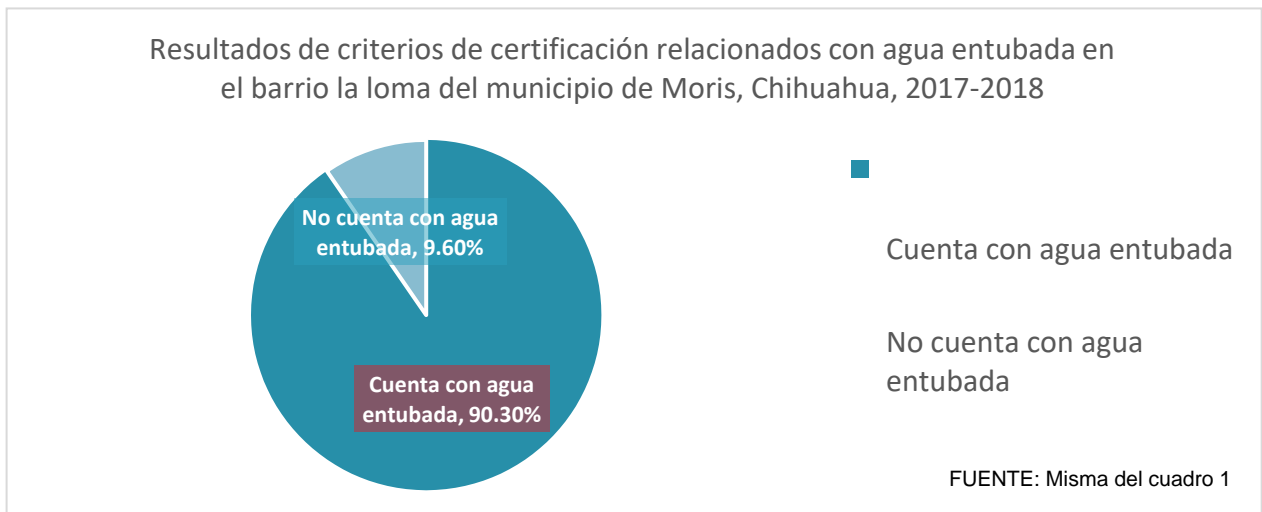 Resultados de criterios de certificación relacionados con agua entubada en
el barrio la loma del municipio de Moris, Chihuahua, 2017-2018
No cuenta con agua
entubada, 9.60%
Cuenta con agua
entubada, 90.30%
Cuenta con agua entubada
No cuenta con agua
entubada
FUENTE: Misma del cuadro 1